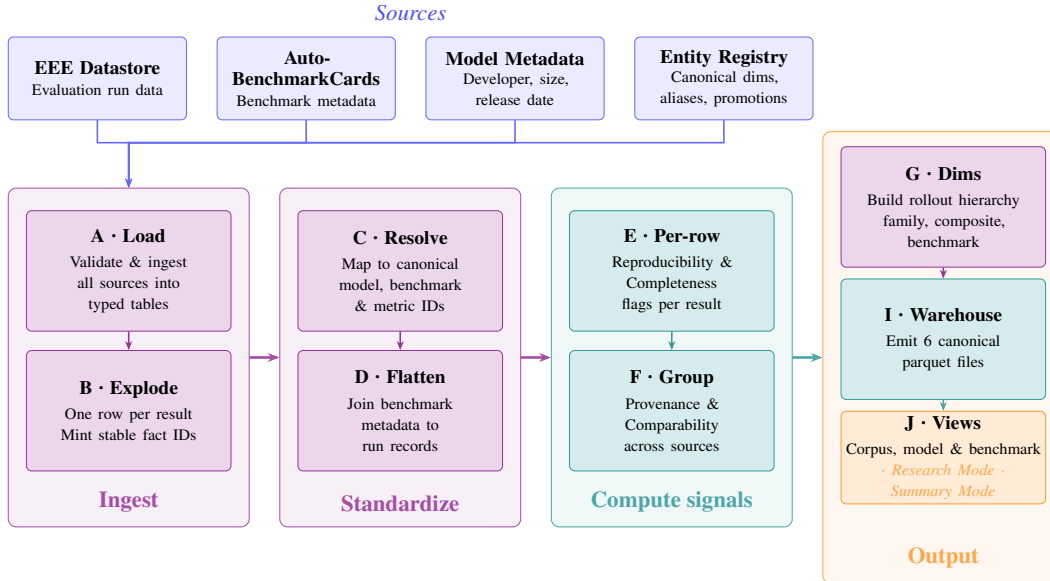 Sources
EEE Datastore
Evaluation run data
Auto-
BenchmarkCards
Benchmark metadata
Model Metadata
Developer, size,
release date
Entity Registry
Canonical dims,
aliases, promotions
A · Load
Validate & ingest
all sources into
typed tables
B · Explode
One row per result
Mint stable fact IDs
Ingest
C · Resolve
Map to canonical
model, benchmark
& metric IDs
D · Flatten
Join benchmark
metadata to
run records
Standardize
E · Per-row
Reproducibility &
Completeness
flags per result
F · Group
Provenance &
Comparability
across sources
Compute signals
G · Dims
Build rollout hierarchy
family, composite,
benchmark
I · Warehouse
Emit 6 canonical
parquet files
J · Views
Corpus, model & benchmark
· Research Mode ·
Summary Mode
Output